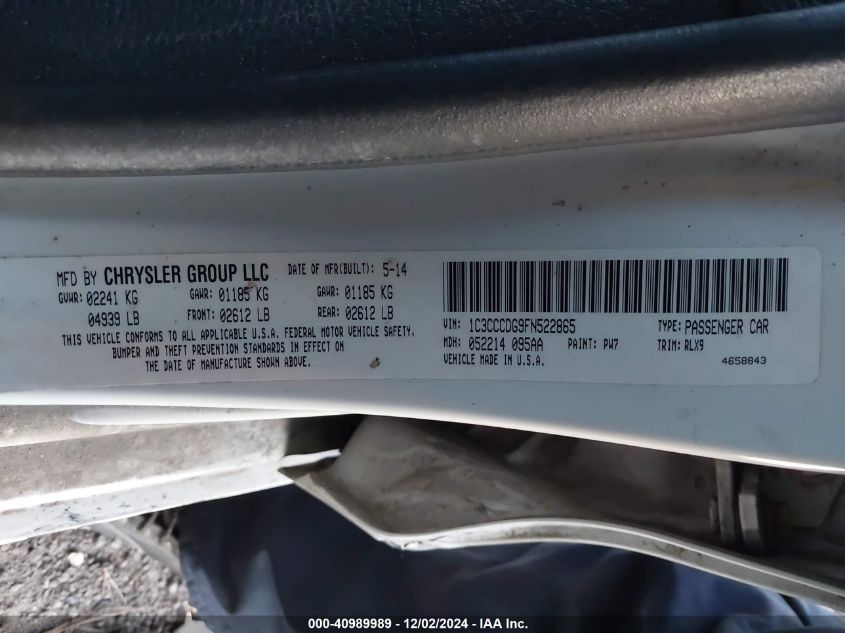 MFD BY CHRYSLER GROUP LLC DATE OF MFR(BUILT): 5-14
GVWR: 02241 KG GAWR: 01185 KG GAWR: 01185 KG
04939 LB FRONT: 02612 LB REAR: 02612 LB
THIS VEHICLE CONFORMS TO ALL APPLICABLE U.S.A. FEDERAL MOTOR VEHICLE SAFETY,
BUMPER AND THEFT PREVENTION STANDARDS IN EFFECT ON
THE DATE OF MANUFACTURE SHOWN ABOVE.
VIN: 1C3CCCDG9FN522865 TYPE: PASSENGER CAR
MDH: 052214 095AA PAINT: PW7 TRIM: RLX9
VEHICLE MADE IN U.S.A. 4658843
000-40989989 - 12/02/2024 - IAA Inc.